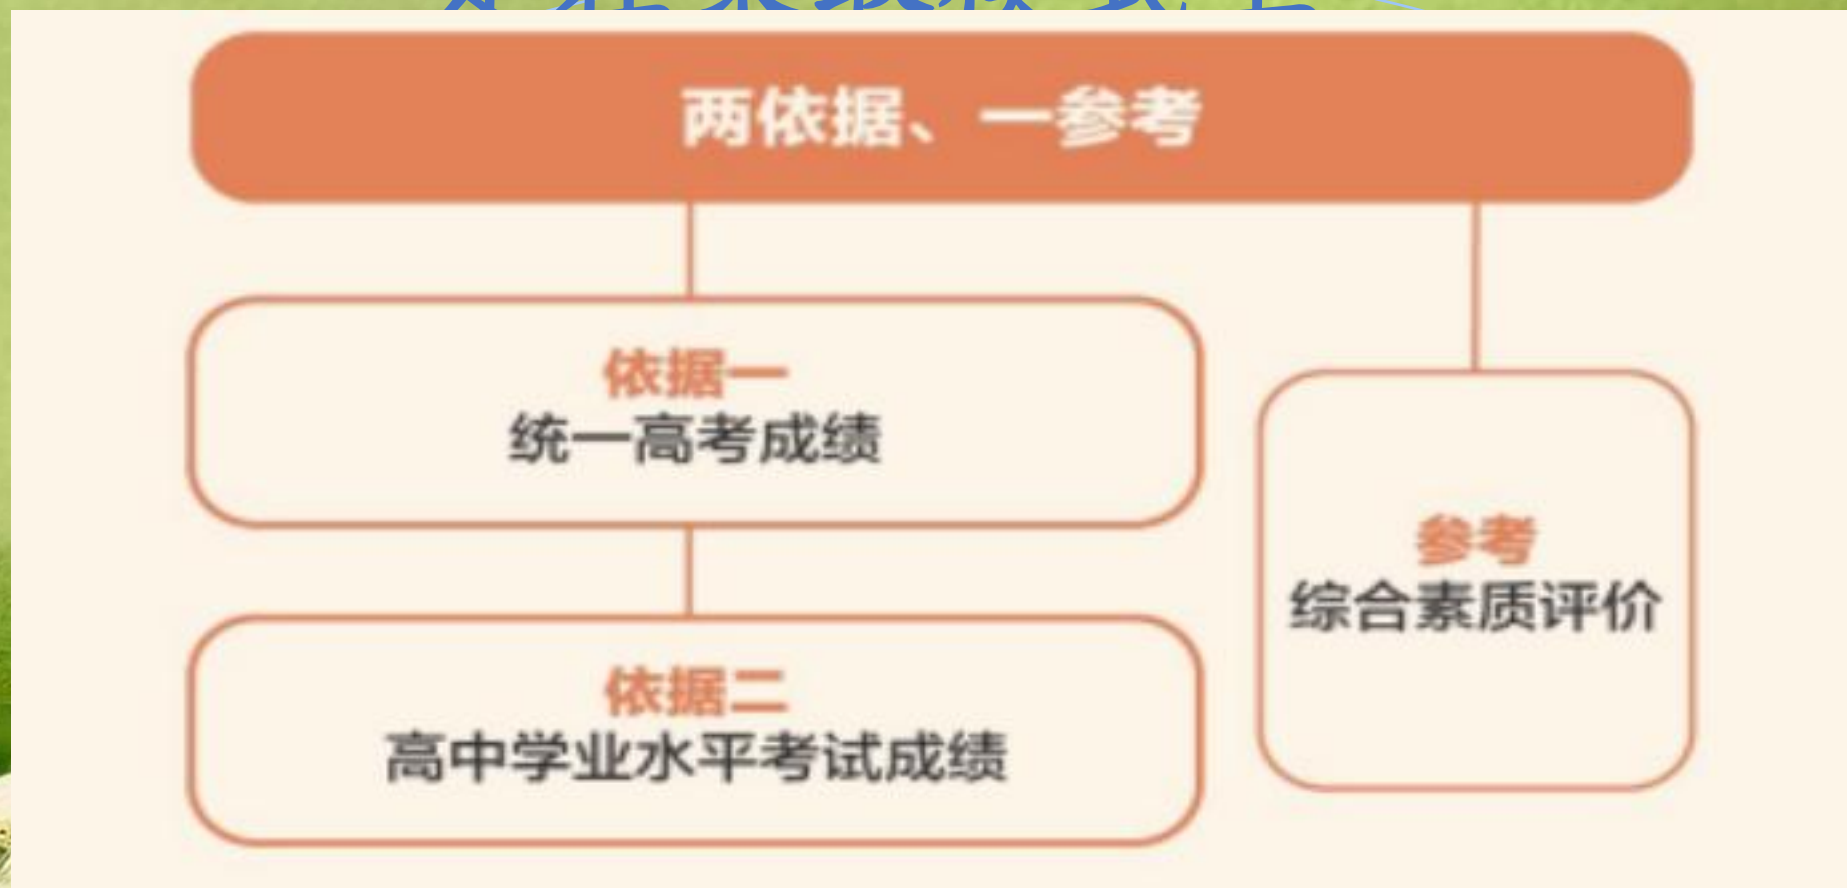 两依据、一参考
依据一
统一高考成绩
依据二
高中学业水平考试成绩
参考
综合素质评价